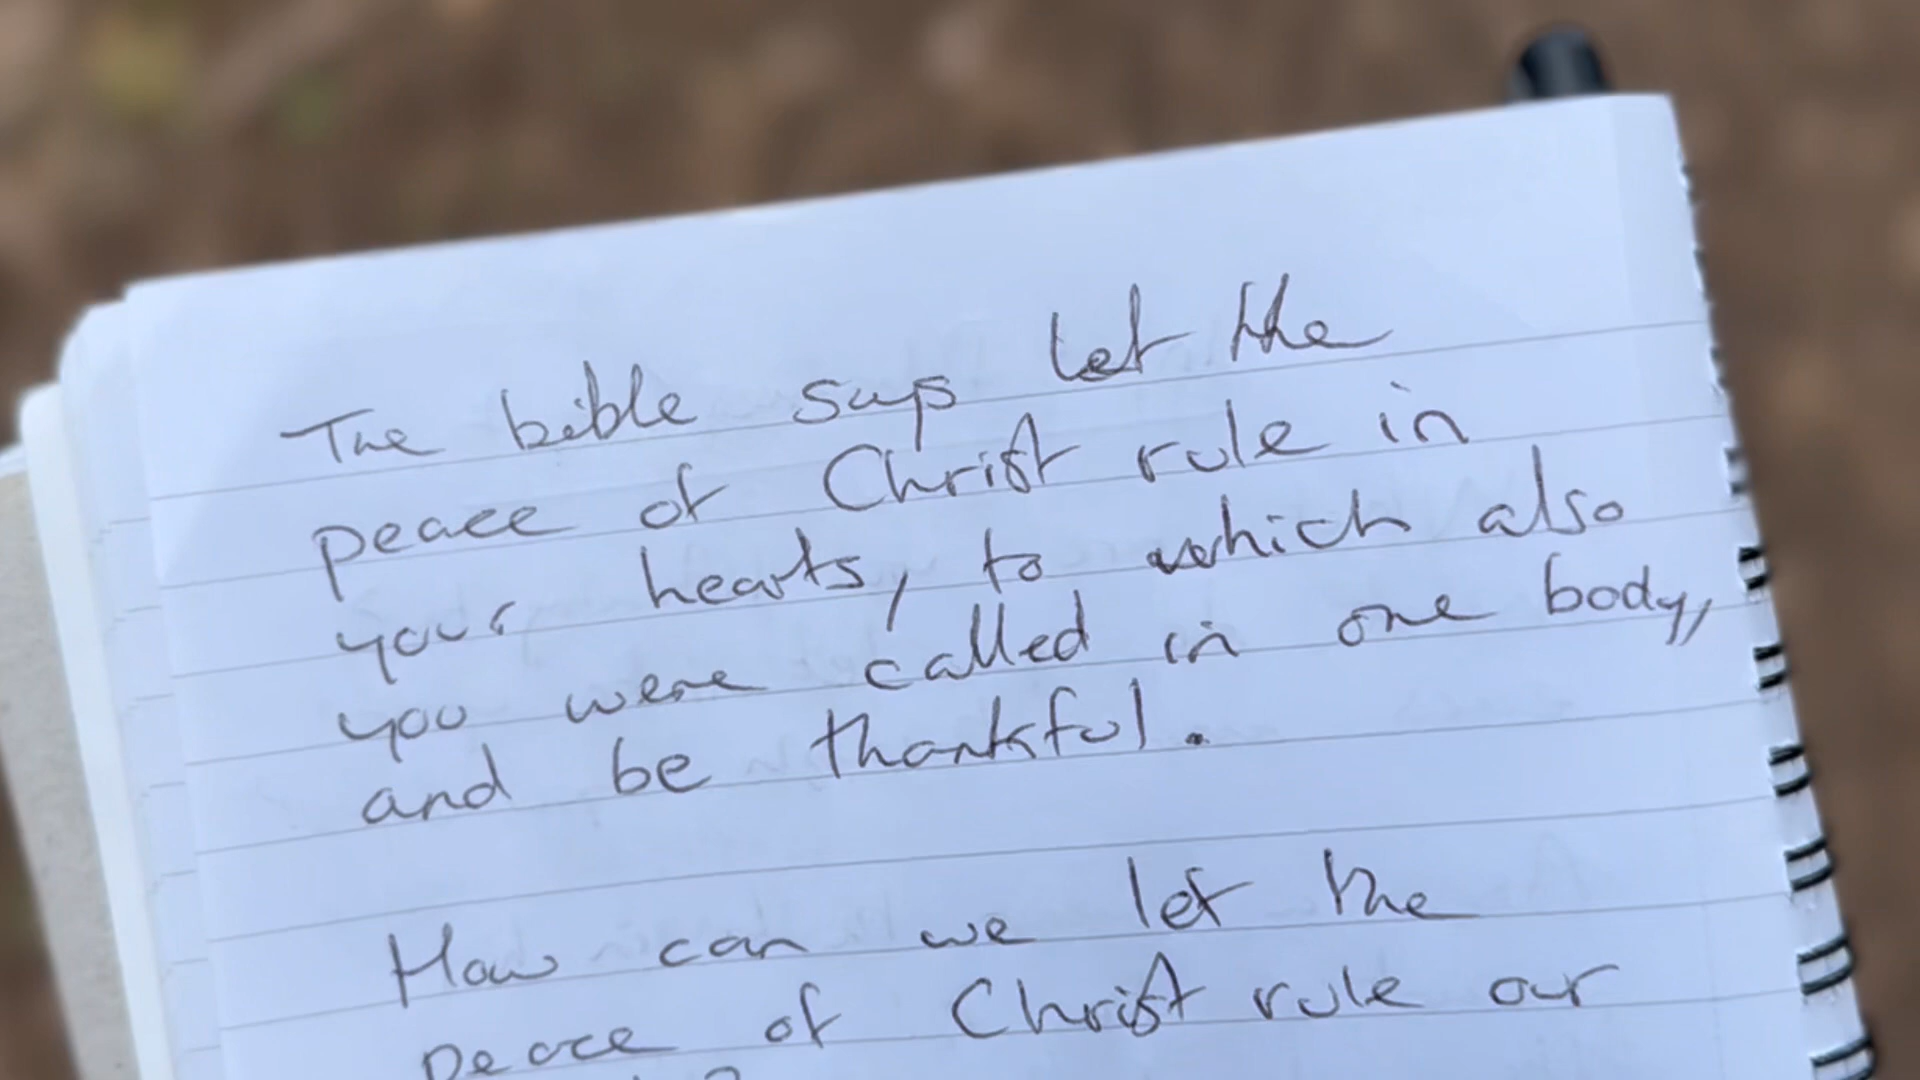 The bible says let the
peace of Christ rule in
your hearts, to which also
you were called in one body,
and be thankful.
How can we let the
peace of Christ rule our